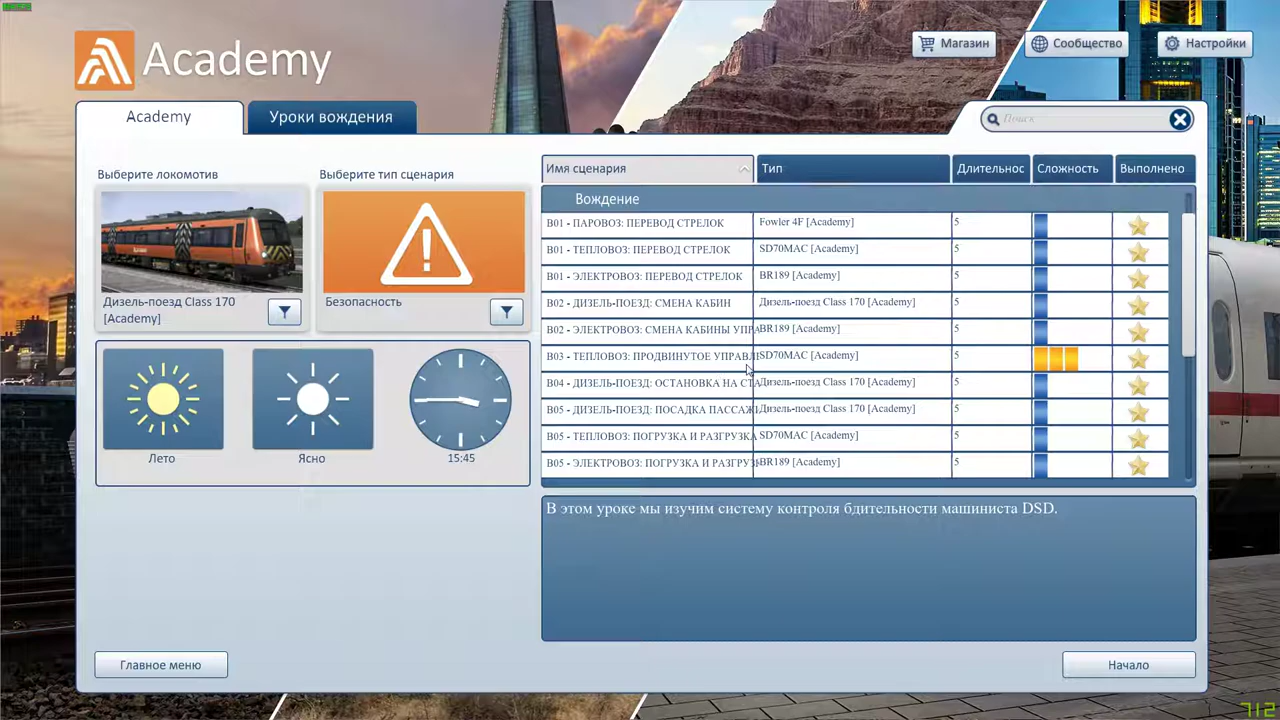 Academy
Магазин
Сообщество
Настройки
Academy
Уроки вождения
Поиск
Выберите локомотив
Выберите тип сценария
Дизель-поезд Class 170
[Academy]
Безопасность
Лето
Ясно
15:45
Имя сценария
Тип
Длительнос
Сложность
Выполнено
Вождение
B01 - ПАРОВОЗ: ПЕРЕВОД СТРЕЛОК Fowler 4F [Academy] 5
B01 - ТЕПЛОВОЗ: ПЕРЕВОД СТРЕЛОК SD70MAC [Academy] 5
B01 - ЭЛЕКТРОВОЗ: ПЕРЕВОД СТРЕЛОК BR189 [Academy] 5
B02 - ДИЗЕЛЬ-ПОЕЗД: СМЕНА КАБИН Дизель-поезд Class 170 [Academy] 5
B02 - ЭЛЕКТРОВОЗ: СМЕНА КАБИНЫ УПРА BR189 [Academy] 5
B03 - ТЕПЛОВОЗ: ПРОДВИНУТОЕ УПРАВЛ SD70MAC [Academy] 5
B04 - ДИЗЕЛЬ-ПОЕЗД: ОСТАНОВКА НА СТА Дизель-поезд Class 170 [Academy] 5
B05 - ДИЗЕЛЬ-ПОЕЗД: ПОСАДКА ПАССАЖИ Дизель-поезд Class 170 [Academy] 5
B05 - ТЕПЛОВОЗ: ПОГРУЗКА И РАЗГРУЗКА SD70MAC [Academy] 5
B05 - ЭЛЕКТРОВОЗ: ПОГРУЗКА И РАЗГРУЗ BR189 [Academy] 5
В этом уроке мы изучим систему контроля бдительности машиниста DSD.
Главное меню
Начало
712